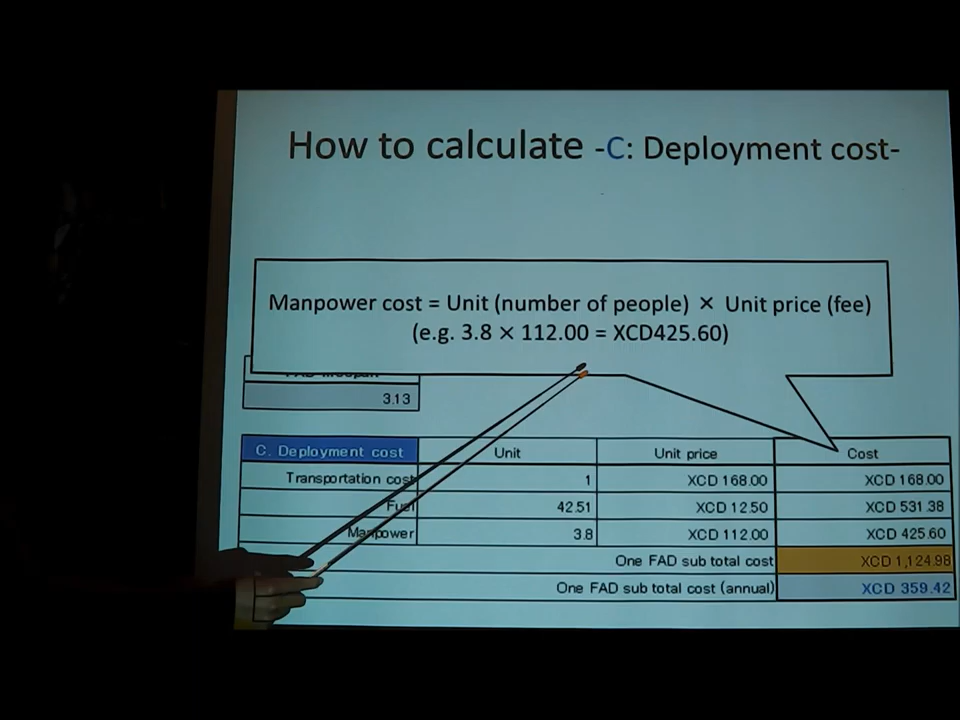 How to calculate -C: Deployment cost-
Manpower cost = Unit (number of people) × Unit price (fee)
(e.g. 3.8 × 112.00 = XCD425.60)
3.13
C. Deployment cost Unit Unit price Cost
Transportation cost 1 XCD 168.00 XCD 168.00
Fuel 42.51 XCD 12.50 XCD 531.38
Manpower 3.8 XCD 112.00 XCD 425.60
One FAD sub total cost XCD 1,124.98
One FAD sub total cost (annual) XCD 359.42